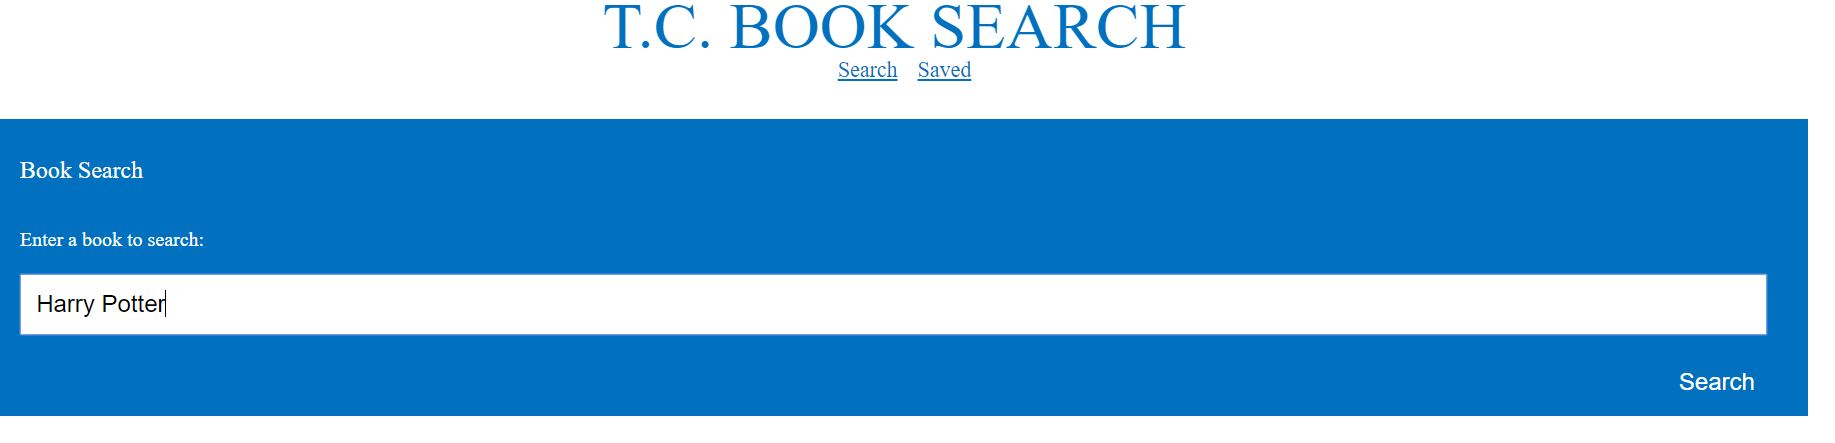 T.C. BOOK SEARCH
Search Saved
Book Search
Enter a book to search:
Harry Potter
Search